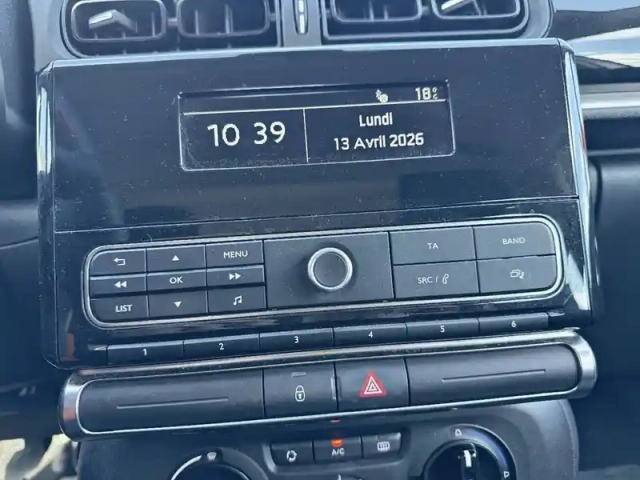 18°C
10 39
Lundi
13 Avril 2026
MENU
TA
BAND
OK
SRC /
LIST
1 2 3 4 5 6
A/C